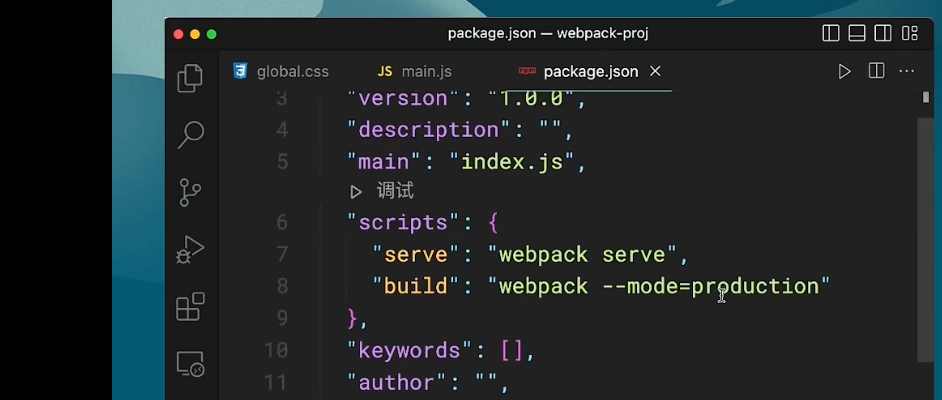 package.json — webpack-proj
global.css
JS main.js
package.json
3 "version": "1.0.0",
4 "description": "",
5 "main": "index.js",
调试
6 "scripts": {
7 "serve": "webpack serve",
8 "build": "webpack --mode=production"
9 },
10 "keywords": [],
11 "author": "",